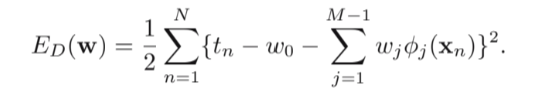 E_D(\mathbf{w}) = \frac{1}{2} \sum_{n=1}^{N} \{t_n - w_0 - \sum_{j=1}^{M-1} w_j \phi_j(\mathbf{x}_n)\}^2.